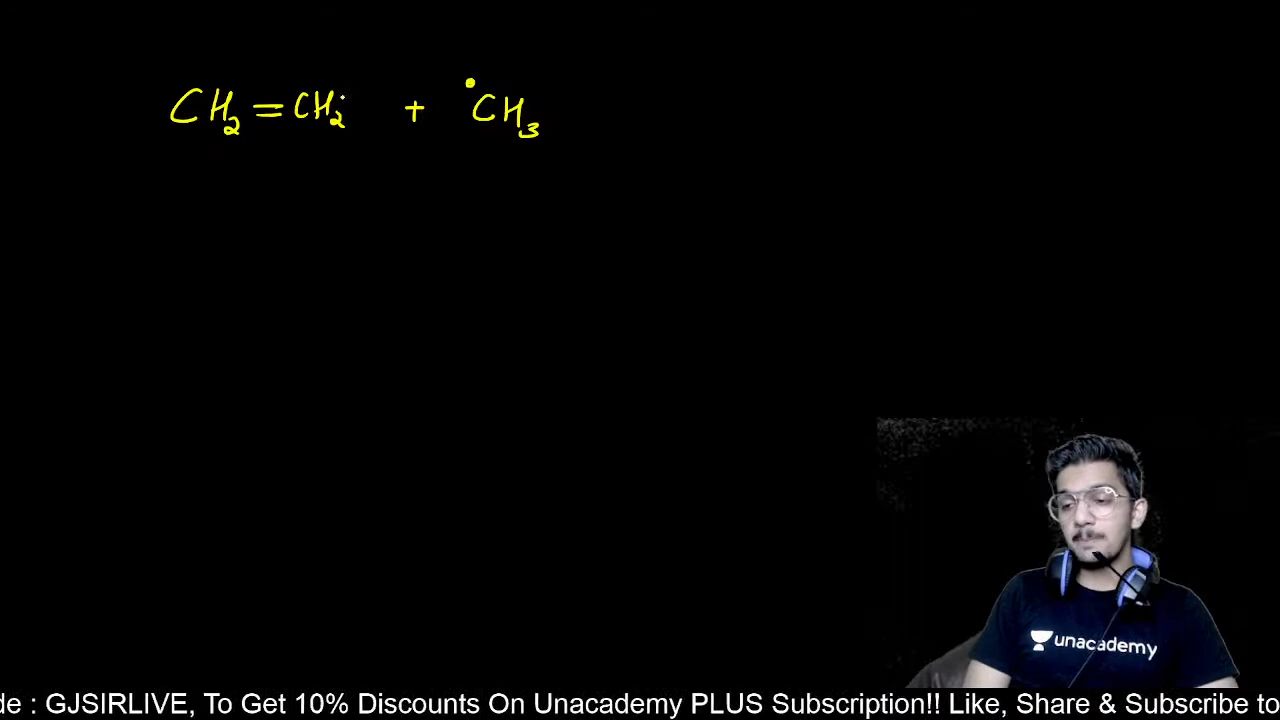 CH₂=CH₂ + •CH₃
unacademy
de : GJSIRLIVE, To Get 10% Discounts On Unacademy PLUS Subscription!! Like, Share & Subscribe to